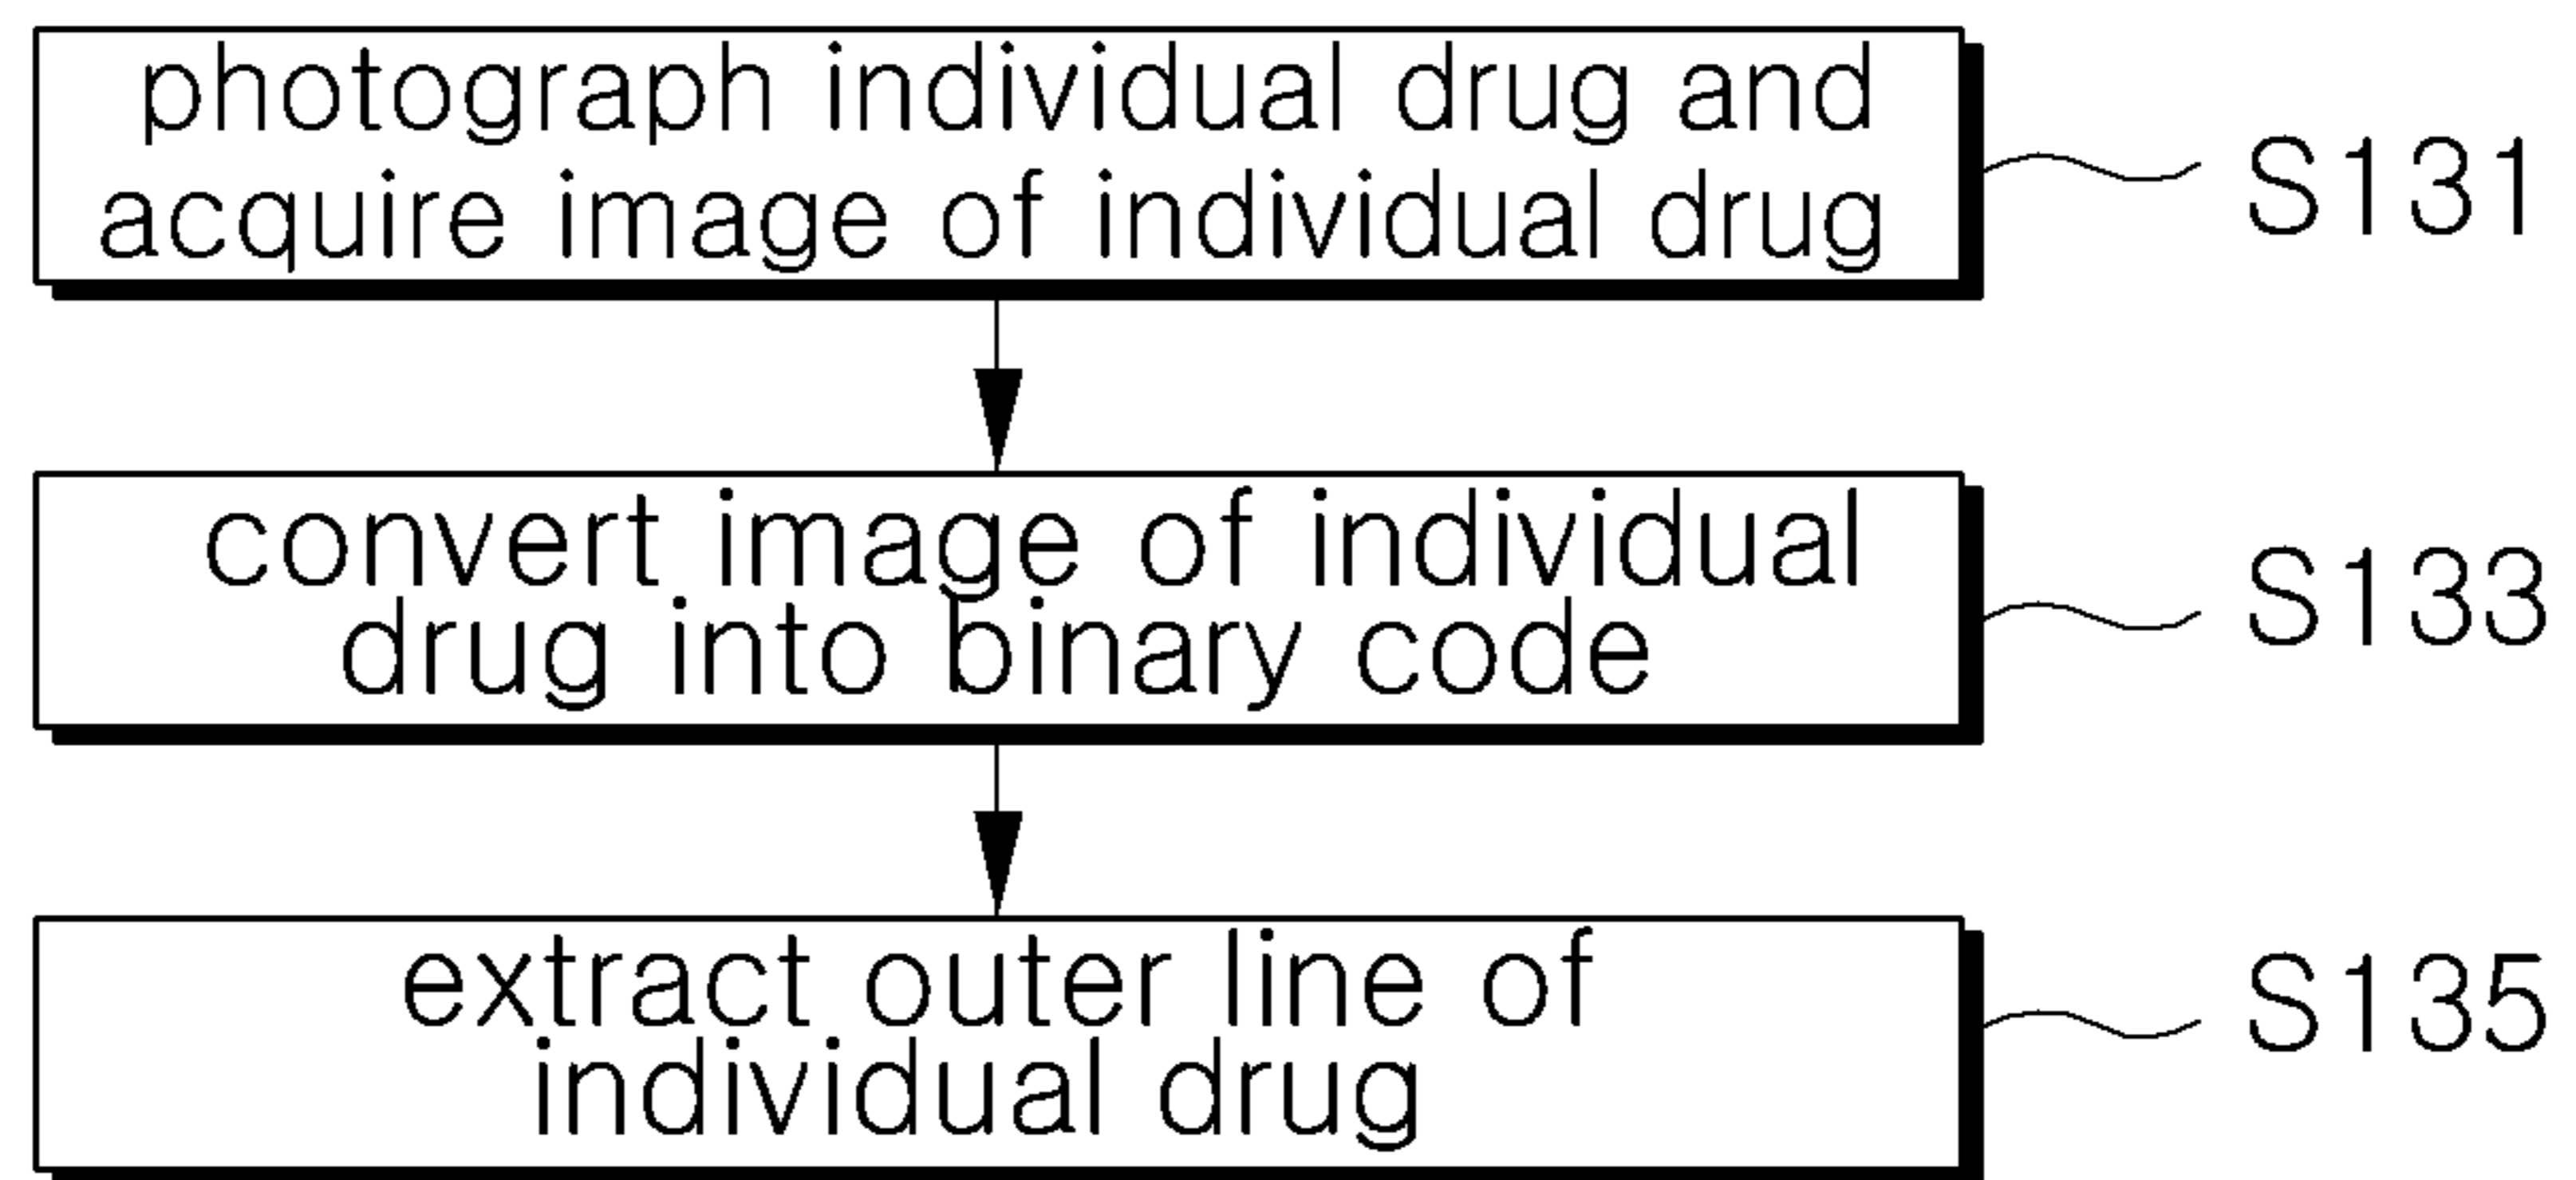 photograph individual drug and
acquire image of individual drug
S131
convert image of individual
drug into binary code
S133
extract outer line of
individual drug
S135